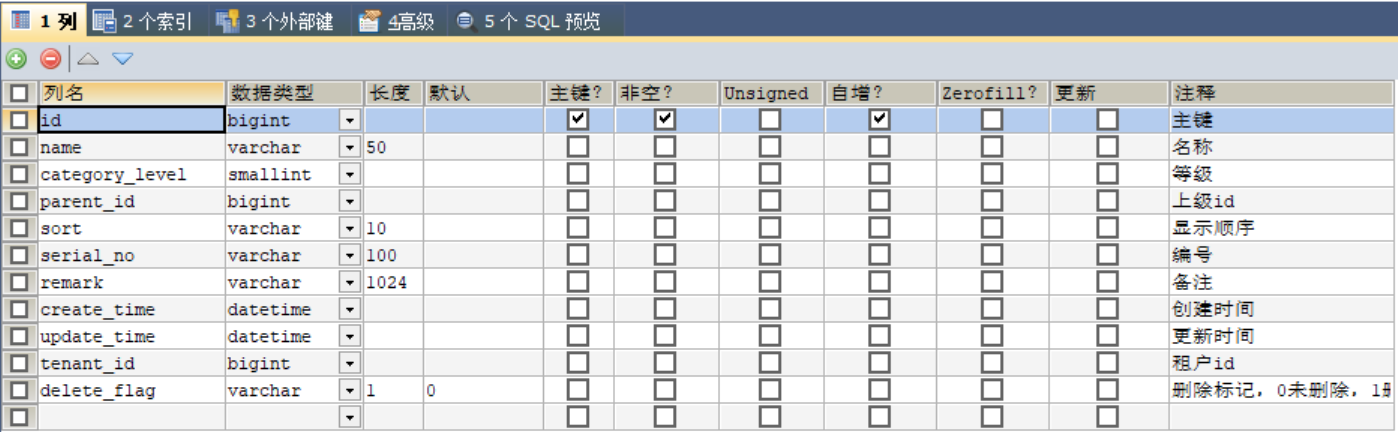 1 列 2 个索引 3 个外部键 4高级 5 个 SQL 预览
列名 数据类型 长度 默认 主键? 非空? Unsigned 自增? Zerofill? 更新 注释
id bigint 主键
name varchar 50 名称
category_level smallint 等级
parent_id bigint 上级id
sort varchar 10 显示顺序
serial_no varchar 100 编号
remark varchar 1024 备注
create_time datetime 创建时间
update_time datetime 更新时间
tenant_id bigint 租户id
delete_flag varchar 1 0 删除标记，0未删除，1